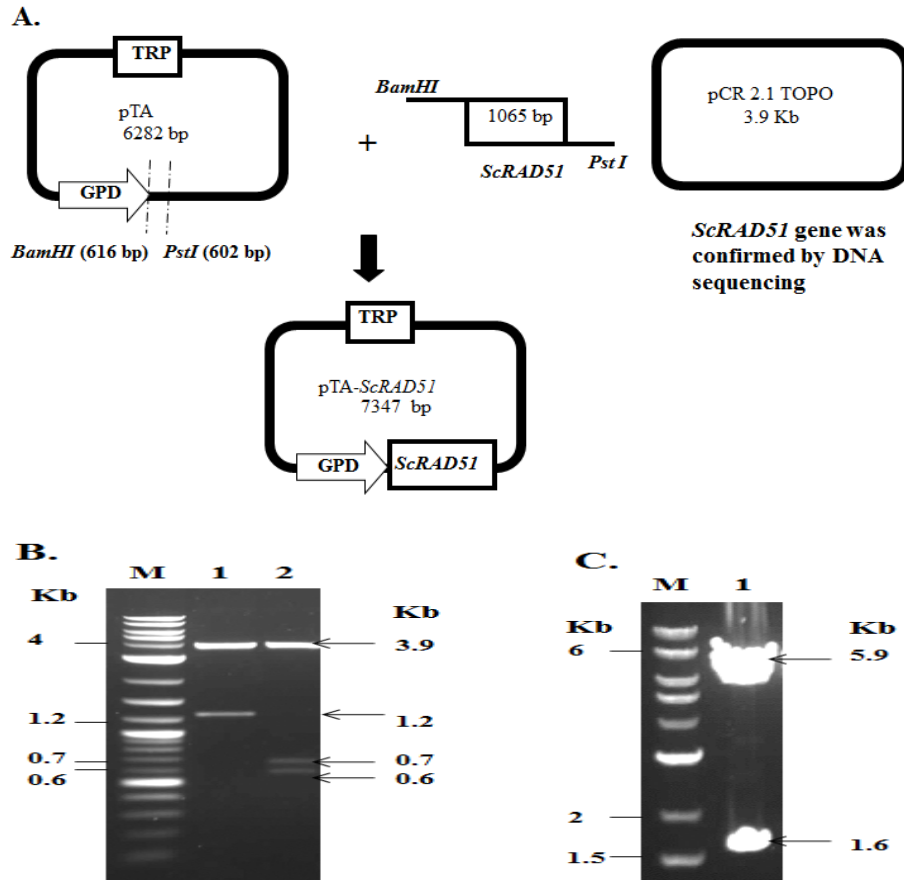 A.
TRP
pTA
6282 bp
GPD
BamHI (616 bp) PstI (602 bp)
+
BamHI
1065 bp
Pst I
ScRAD51
pCR 2.1 TOPO
3.9 Kb
ScRAD51 gene was
confirmed by DNA
sequencing
TRP
pTA-ScRAD51
7347 bp
GPD
ScRAD51
B.
M 1 2
Kb
4
1.2
0.7
0.6
Kb
3.9
1.2
0.7
0.6
C.
M 1
Kb
6
2
1.5
Kb
5.9
1.6